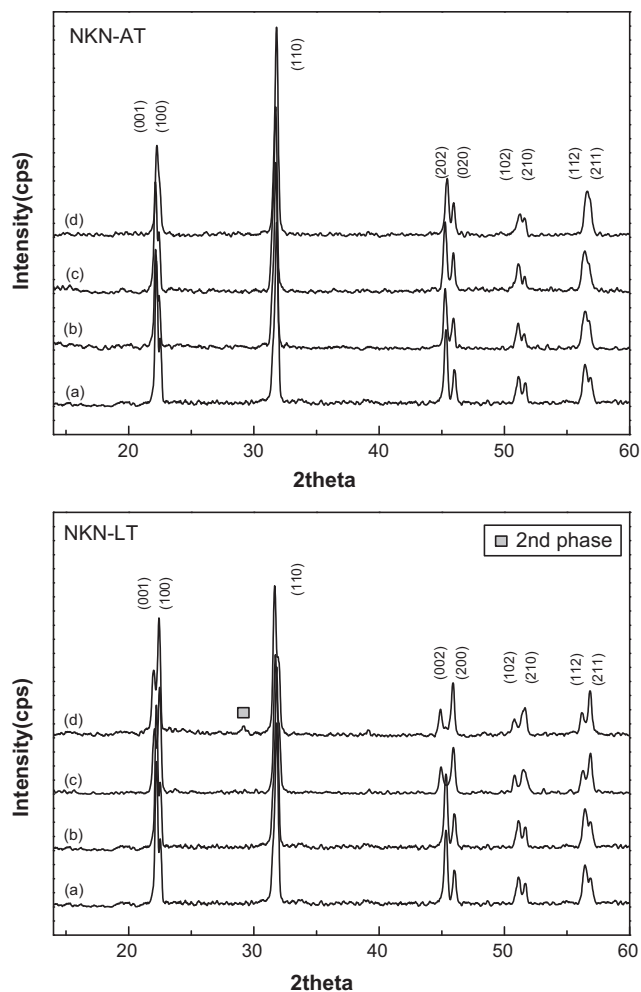 NKN-AT
(001)
(100)
(110)
(202)
(020)
(102)
(210)
(112)
(211)
(d)
(c)
(b)
(a)
Intensity(cps)
20 30 40 50 60
2theta
NKN-LT
2nd phase
(001)
(100)
(110)
(002)
(200)
(102)
(210)
(112)
(211)
(d)
(c)
(b)
(a)
Intensity(cps)
20 30 40 50 60
2theta